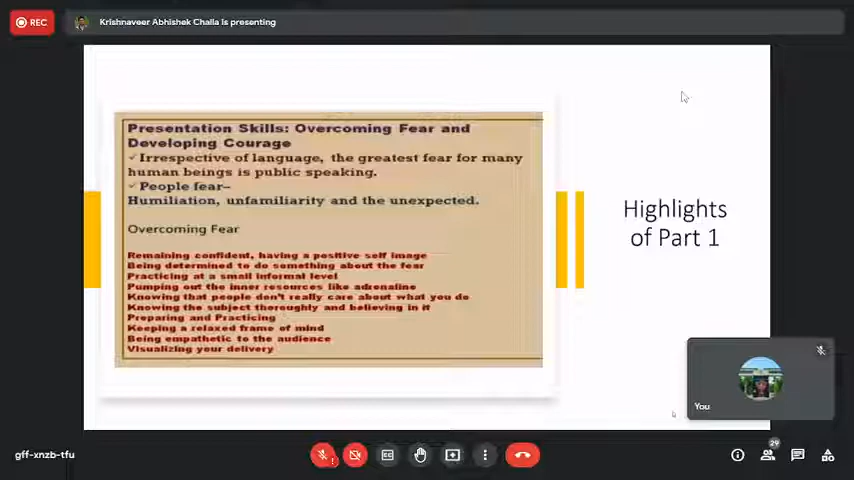 REC
Krishnaveer Abhishek Challa is presenting
Presentation Skills: Overcoming Fear and
Developing Courage
✓Irrespective of language, the greatest fear for many
human beings is public speaking.
✓People fear–
Humiliation, unfamiliarity and the unexpected.
Overcoming Fear
Remaining confident, having a positive self image
Being determined to do something about the fear
Practicing at a small informal level
Pumping out the inner resources like adrenaline
Knowing that people don't really care about what you do
Knowing the subject thoroughly and believing in it
Preparing and Practicing
Keeping a relaxed frame of mind
Being empathetic to the audience
Visualizing your delivery
Highlights
of Part 1
You
gff-xnzb-tfu
29